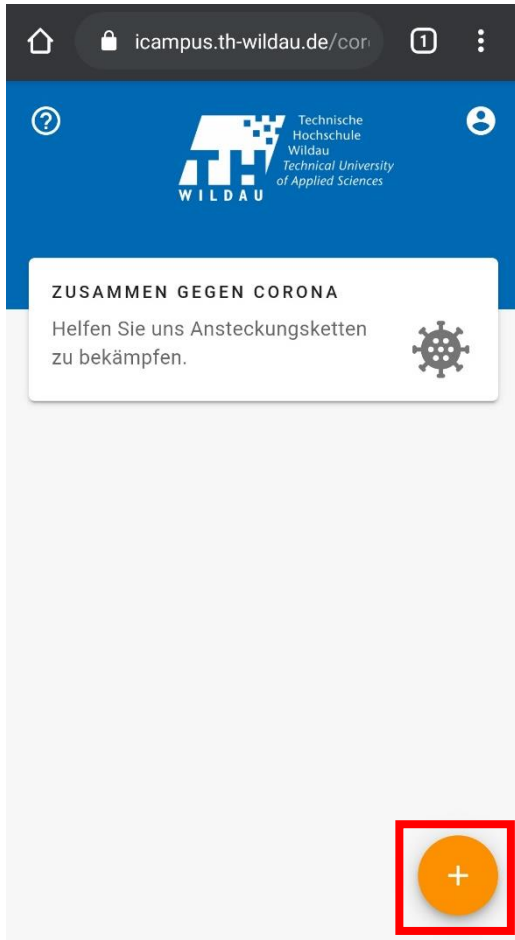 icampus.th-wildau.de/cor
1
?
Technische
Hochschule
Wildau
Technical University
of Applied Sciences
TH
WILDAU
ZUSAMMEN GEGEN CORONA
Helfen Sie uns Ansteckungsketten
zu bekämpfen.
+